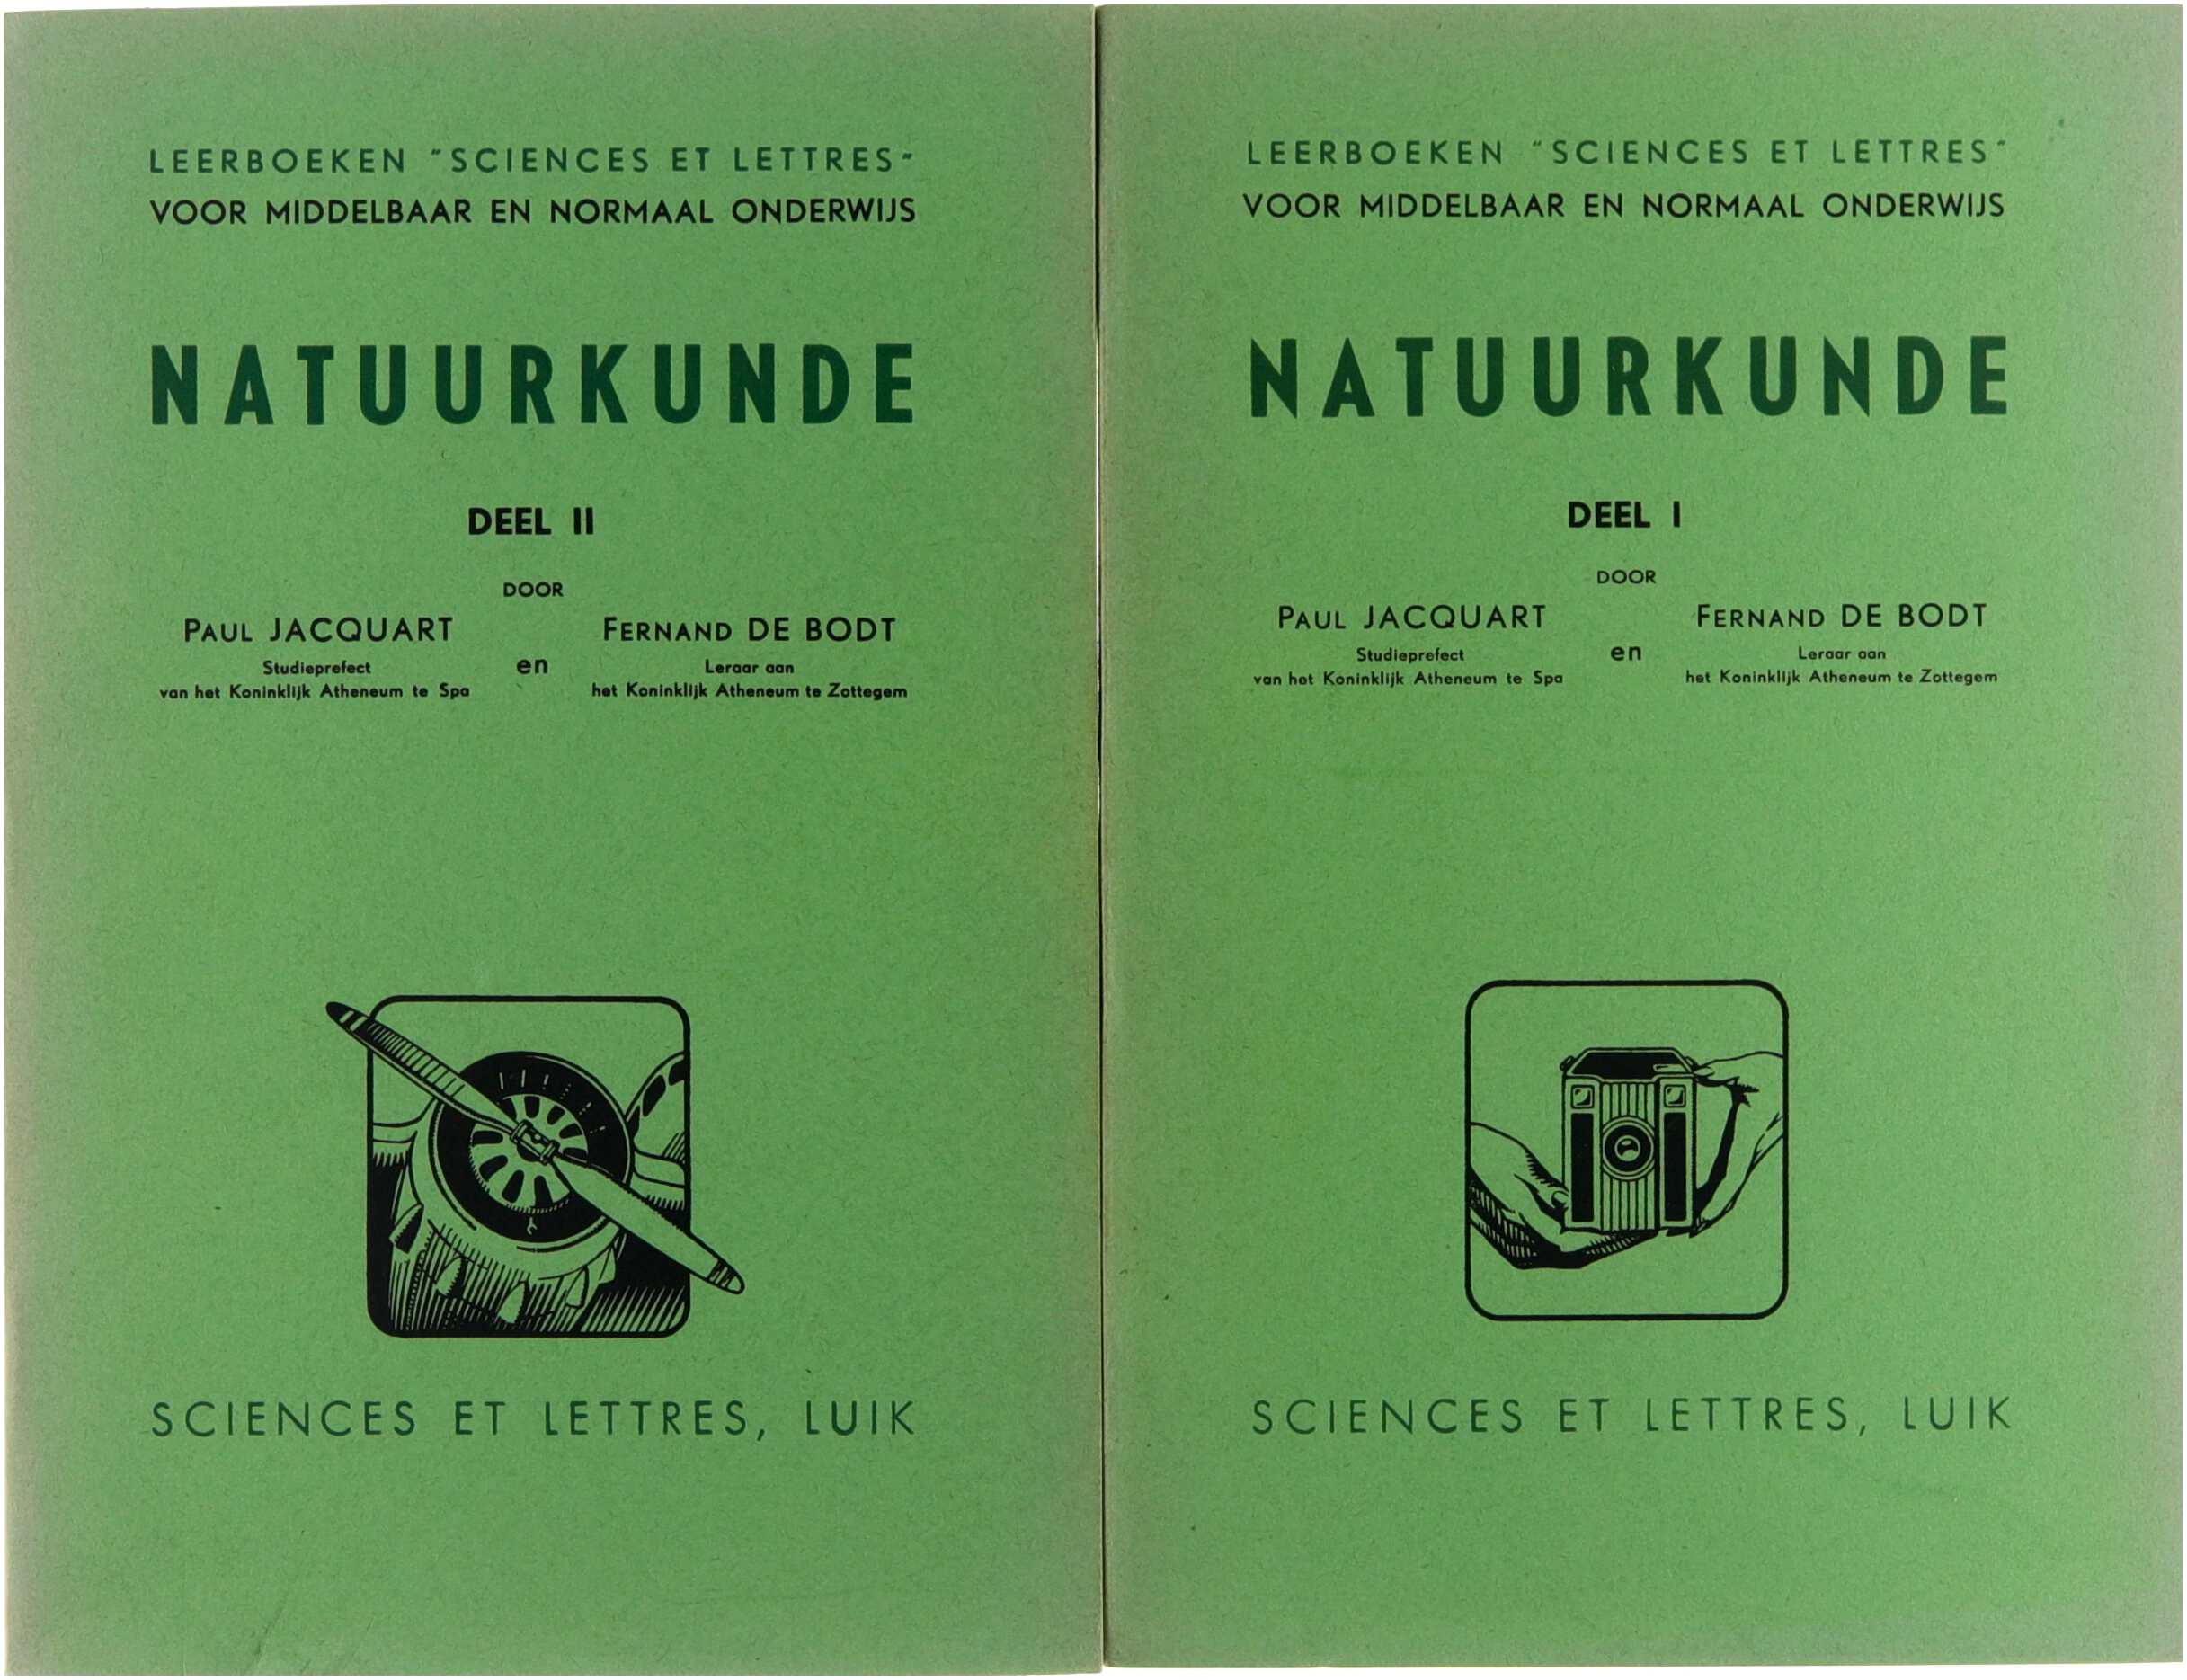 LEERBOEKEN "SCIENCES ET LETTRES"
VOOR MIDDELBAAR EN NORMAAL ONDERWIJS
NATUURKUNDE
DEEL II
DOOR
PAUL JACQUART en FERNAND DE BODT
Studieprefect Leraar aan
van het Koninklijk Atheneum te Spa het Koninklijk Atheneum te Zottegem
SCIENCES ET LETTRES, LUIK
LEERBOEKEN "SCIENCES ET LETTRES"
VOOR MIDDELBAAR EN NORMAAL ONDERWIJS
NATUURKUNDE
DEEL I
DOOR
PAUL JACQUART en FERNAND DE BODT
Studieprefect Leraar aan
van het Koninklijk Atheneum te Spa het Koninklijk Atheneum te Zottegem
SCIENCES ET LETTRES, LUIK